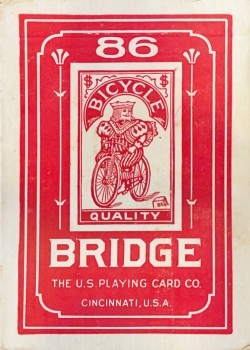 86
$ $
BICYCLE
QUALITY
BRIDGE
THE U.S. PLAYING CARD CO.
CINCINNATI, U.S.A.